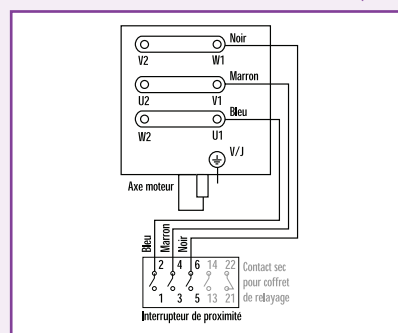 Noir
V2 W1
Marron
U2 V1
Bleu
W2 U1
V/J
Axe moteur
Bleu Marron Noir
2 4 6 14 22
Contact sec
pour coffret
de relayage
1 3 5 13 21
Interrupteur de proximité